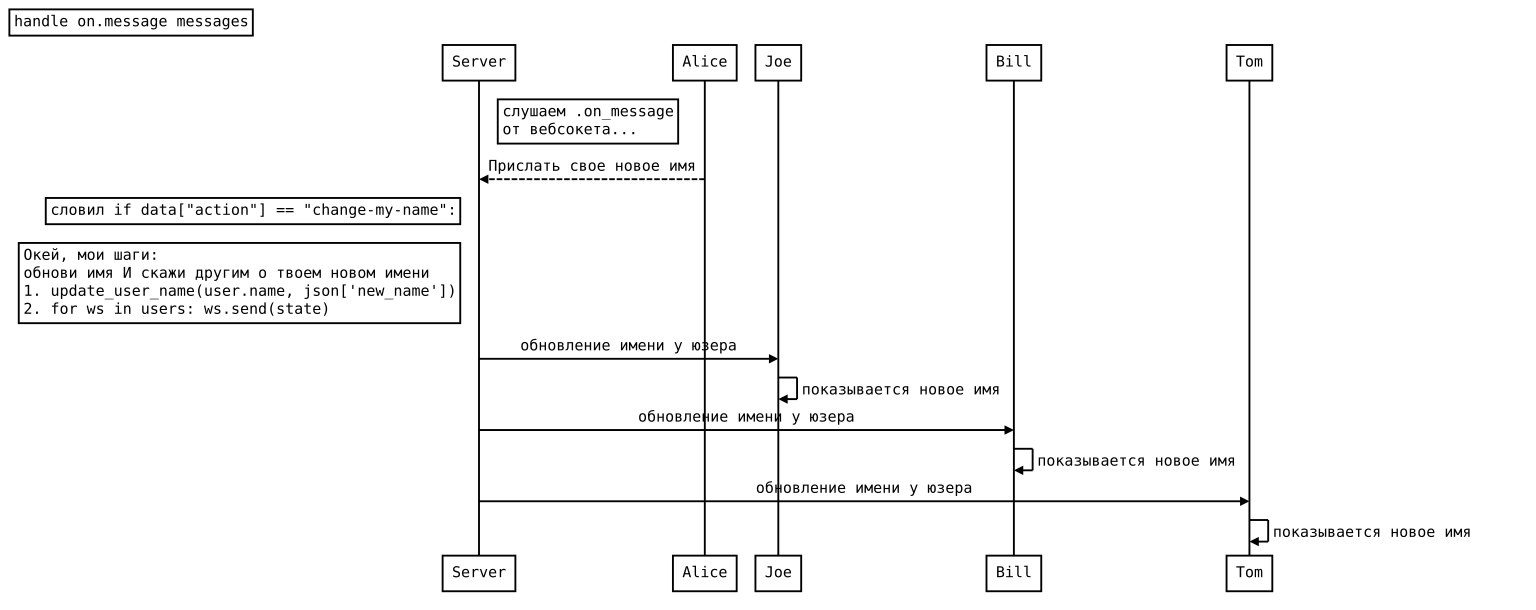 handle on.message messages
Server
Alice
Joe
Bill
Tom
слушаем .on_message
от вебсокета...
Прислать свое новое имя
словил if data["action"] == "change-my-name":
Окей, мои шаги:
обнови имя И скажи другим о твоем новом имени
1. update_user_name(user.name, json['new_name'])
2. for ws in users: ws.send(state)
обновление имени у юзера
показывается новое имя
обновление имени у юзера
показывается новое имя
обновление имени у юзера
показывается новое имя
Server
Alice
Joe
Bill
Tom